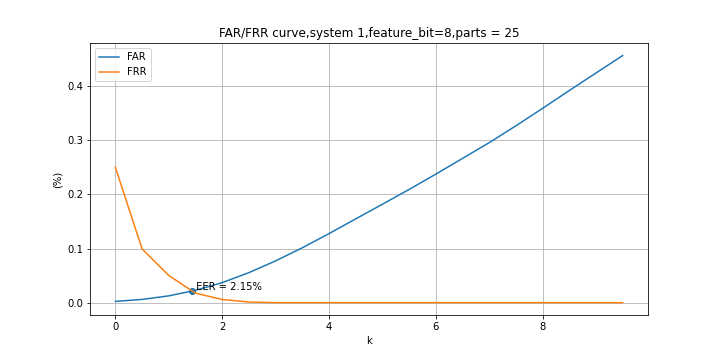 FAR/FRR curve,system 1,feature_bit=8,parts = 25
FAR
FRR
0.4
0.3
0.2
0.1
0.0
(%)
EER = 2.15%
0 2 4 6 8
k